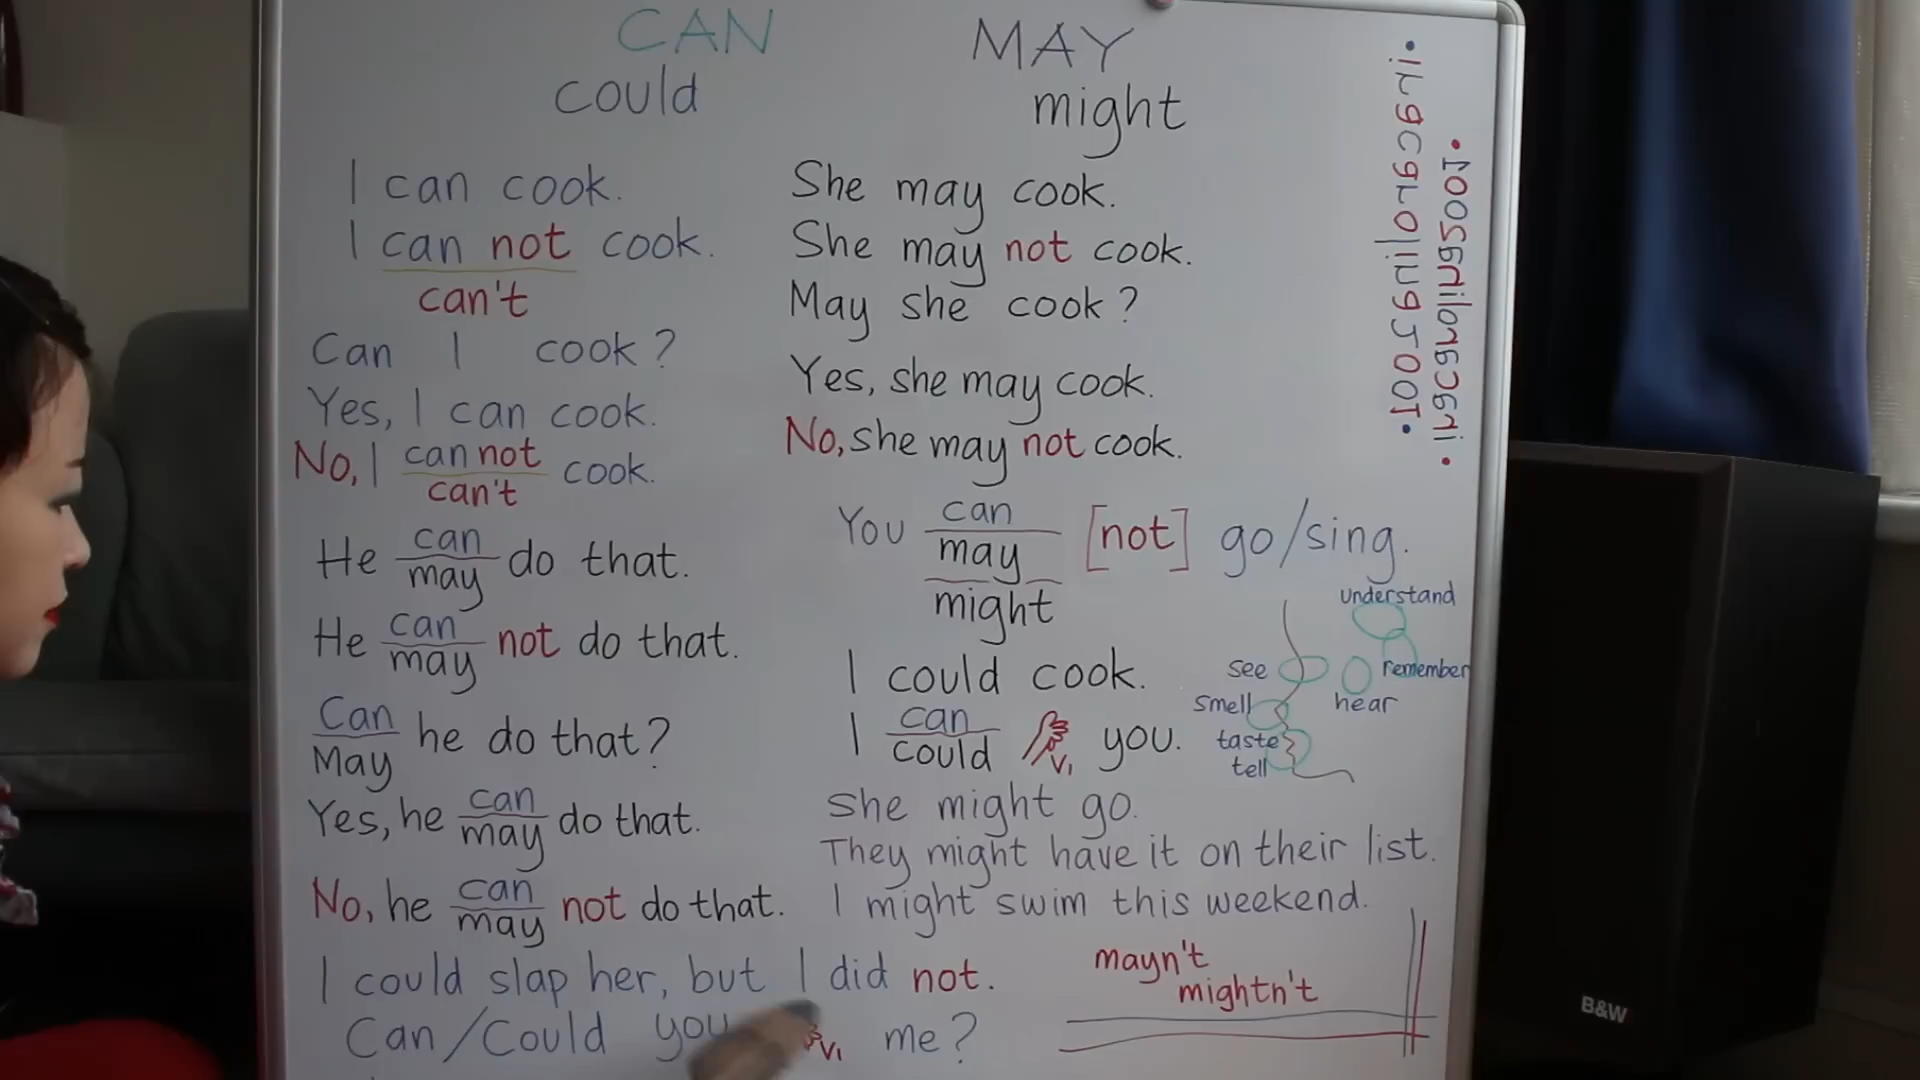 CAN
could
I can cook.
I can not cook.
can't
Can I cook?
Yes, I can cook.
No, I can not cook.
can't
He can do that.
may
He can not do that.
may
Can he do that?
May
Yes, he can do that.
may
No, he can not do that.
may
I could slap her, but I did not.
Can/Could you V₁ me?
MAY
might
She may cook.
She may not cook.
May she cook?
Yes, she may cook.
No, she may not cook.
You can [not] go/sing.
may
might
I could cook.
I can V₁ you.
could
She might go.
They might have it on their list.
I might swim this weekend.
mayn't
mightn't
understand
see
remember
smell
hear
taste
tell
B&W